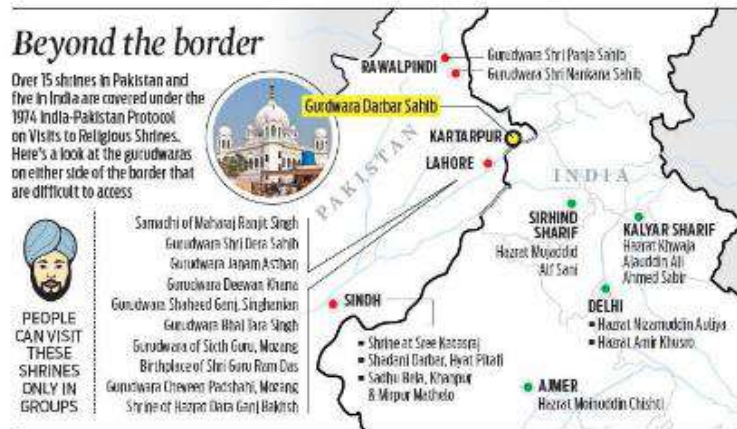 Beyond the border
Over 15 shrines in Pakistan and
five in India are covered under the
1974 India-Pakistan Protocol
on Visits to Religious Shrines.
Here's a look at the gurudwaras
on either side of the border that
are difficult to access
PEOPLE
CAN VISIT
THESE
SHRINES
ONLY IN
GROUPS
Samadhi of Maharaj Ranjit Singh
Gurudwara Shri Dera Sahib
Gurudwara Janam Asthan
Gurudwara Deewan Khana
Gurudwara Shaheed Ganj, Singhanian
Gurudwara Bhai Tara Singh
Gurudwara of Sixth Guru, Mozang
Birthplace of Shri Guru Ram Das
Gurudwara Cheveen Padshahi, Mozang
Shrine of Hazrat Data Ganj Bakhsh
RAWALPINDI
Gurudwara Shri Panja Sahib
Gurudwara Shri Nankana Sahib
Gurdwara Darbar Sahib
KARTARPUR
LAHORE
PAKISTAN
INDIA
SIRHIND
SHARIF
Hazrat Mujaddid
Alf Sani
KALYAR SHARIF
Hazrat Khwaja
Alauddin Ali
Ahmed Sabir
DELHI
Hazrat Nizamuddin Auliya
Hazrat Amir Khusro
SINDH
Shrine at Sree Katasraj
Shadani Darbar, Hyat Pitafi
Sadhu Bela, Khanpur
& Mirpur Mathelo
AJMER
Hazrat Moinuddin Chishti